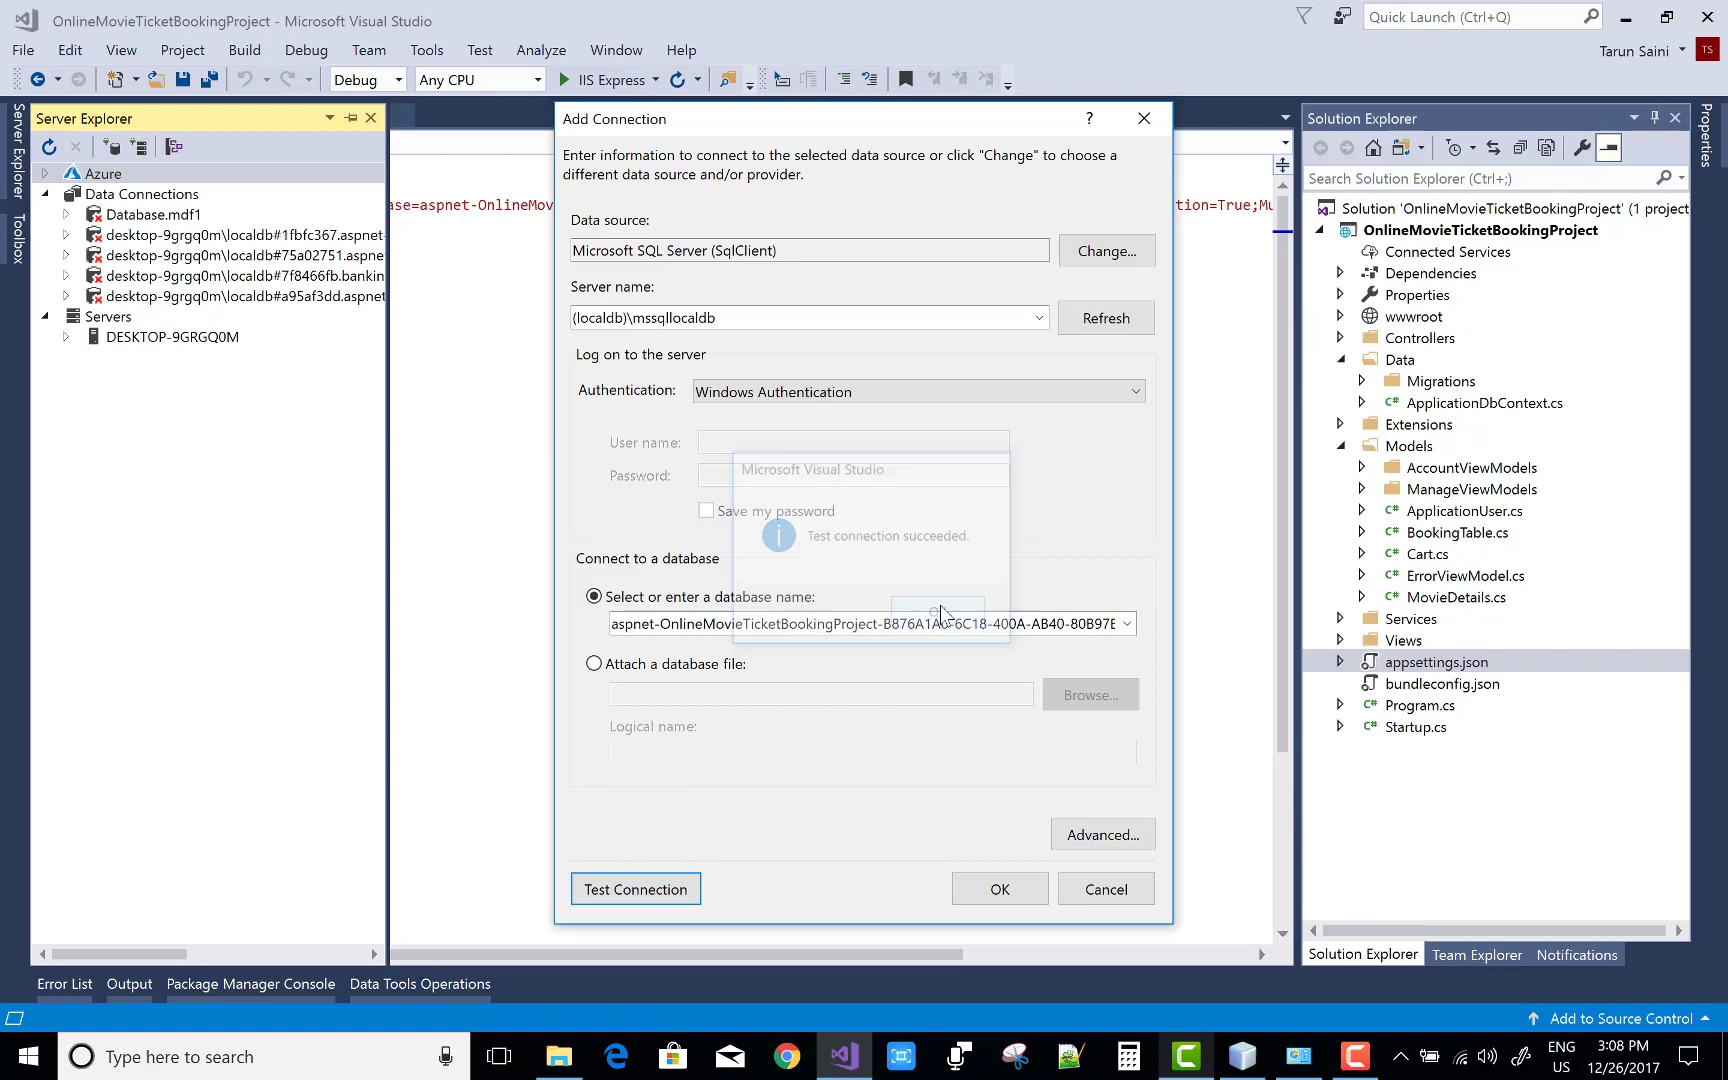 OnlineMovieTicketBookingProject - Microsoft Visual Studio
Quick Launch (Ctrl+Q)
File Edit View Project Build Debug Team Tools Test Analyze Window Help
Tarun Saini TS
Debug Any CPU IIS Express
Server Explorer
Toolbox
Server Explorer
Azure
Data Connections
Database.mdf1
desktop-9grgq0m\localdb#1fbfc367.aspnet-
desktop-9grgq0m\localdb#75a02751.aspne
desktop-9grgq0m\localdb#7f8466fb.bankin
desktop-9grgq0m\localdb#a95af3dd.aspnet
Servers
DESKTOP-9GRGQ0M
ase=aspnet-OnlineMov
tion=True;Mu
Add Connection
?
Enter information to connect to the selected data source or click "Change" to choose a
different data source and/or provider.
Data source:
Microsoft SQL Server (SqlClient)
Change...
Server name:
(localdb)\mssqllocaldb
Refresh
Log on to the server
Authentication: Windows Authentication
User name:
Password:
Microsoft Visual Studio
Save my password
Test connection succeeded.
Connect to a database
Select or enter a database name:
Attach a database file:
Browse...
Logical name:
Advanced...
Test Connection OK Cancel
Solution Explorer
Search Solution Explorer (Ctrl+;)
Solution 'OnlineMovieTicketBookingProject' (1 project
OnlineMovieTicketBookingProject
Connected Services
Dependencies
Properties
wwwroot
Controllers
Data
Migrations
ApplicationDbContext.cs
Extensions
Models
AccountViewModels
ManageViewModels
ApplicationUser.cs
BookingTable.cs
Cart.cs
ErrorViewModel.cs
MovieDetails.cs
Services
Views
appsettings.json
bundleconfig.json
Program.cs
Startup.cs
Solution Explorer Team Explorer Notifications
Properties
Error List Output Package Manager Console Data Tools Operations
Add to Source Control
Type here to search
ENG
US
3:08 PM
12/26/2017